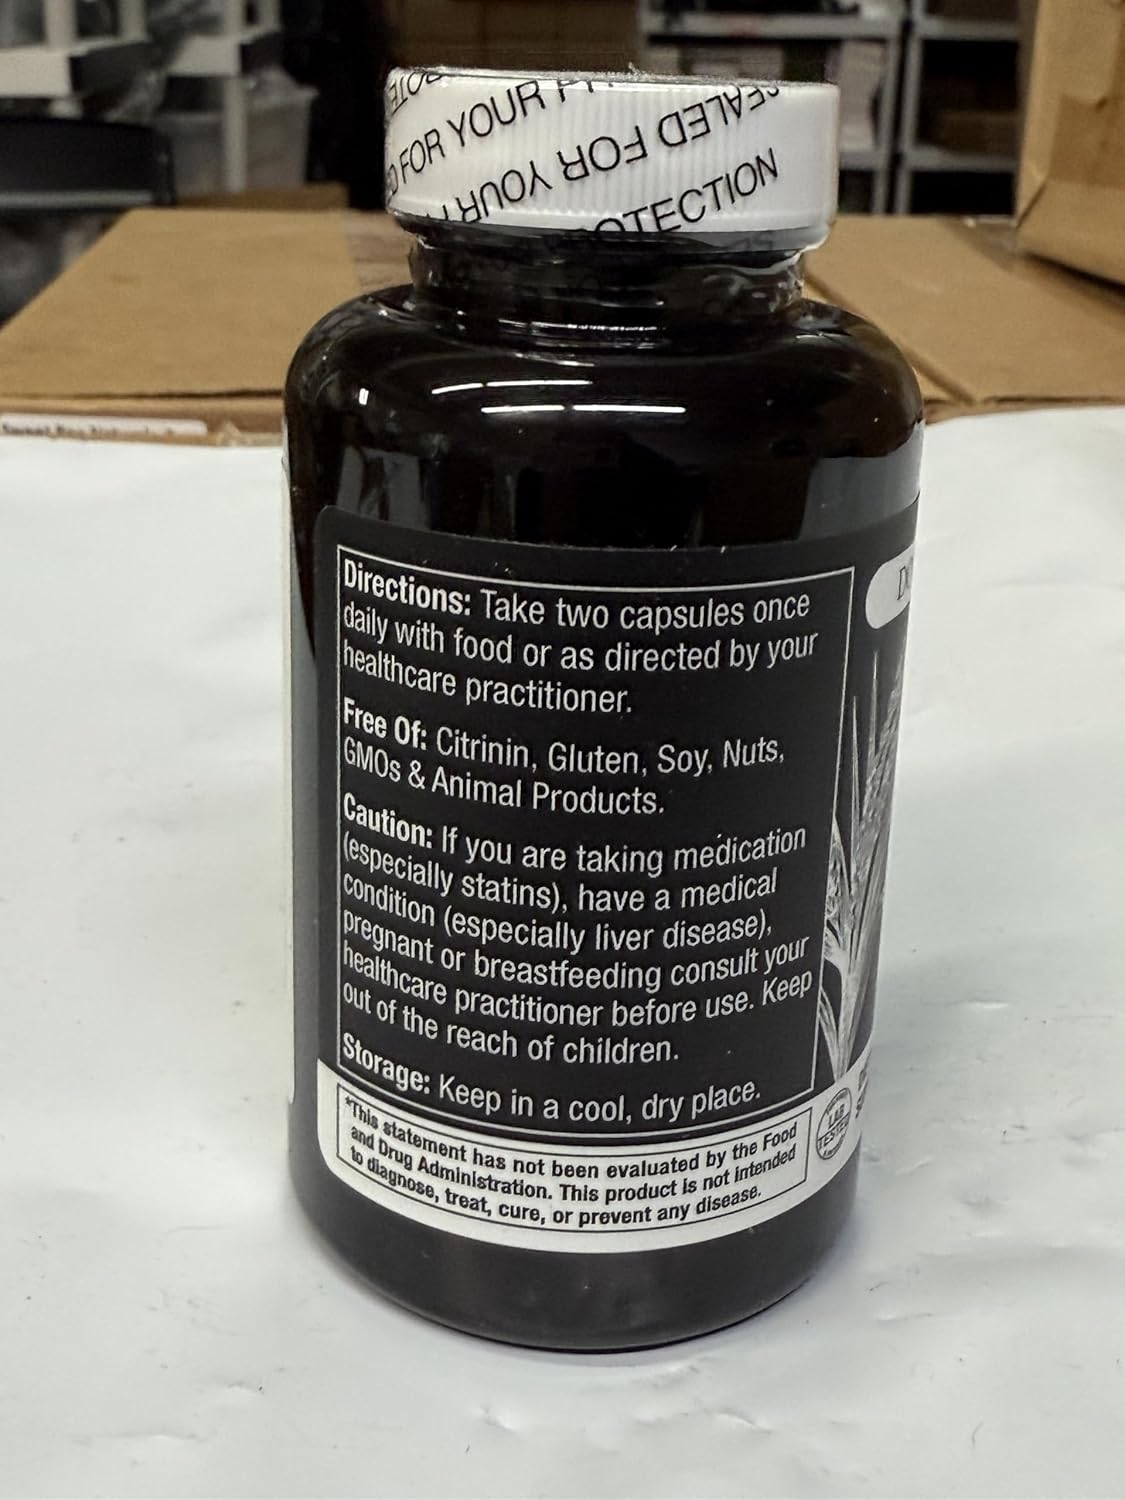 FOR YOUR
SEALED FOR YOUR
PROTECTION
Directions: Take two capsules once
daily with food or as directed by your
healthcare practitioner.
Free Of: Citrinin, Gluten, Soy, Nuts,
GMOs & Animal Products.
Caution: If you are taking medication
(especially statins), have a medical
condition (especially liver disease),
pregnant or breastfeeding consult your
healthcare practitioner before use. Keep
out of the reach of children.
Storage: Keep in a cool, dry place.
*This statement has not been evaluated by the Food
and Drug Administration. This product is not intended
to diagnose, treat, cure, or prevent any disease.
LAB
TESTED